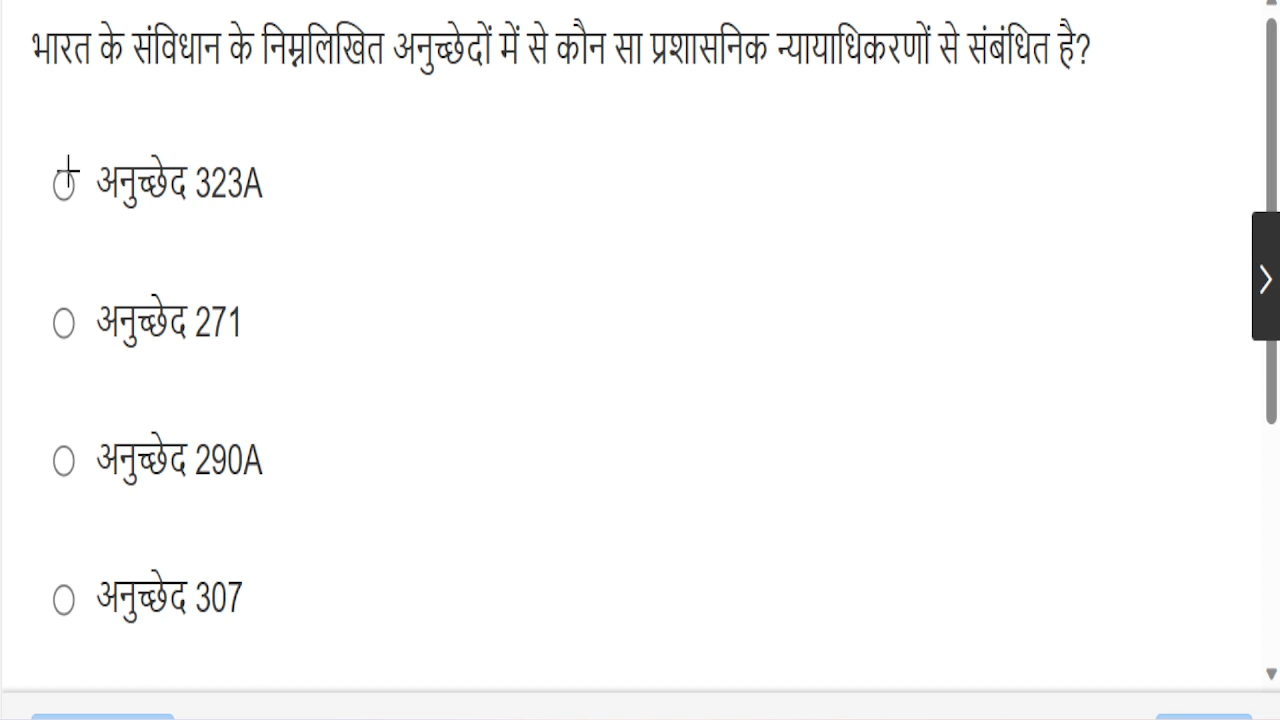 भारत के संविधान के निम्नलिखित अनुच्छेदों में से कौन सा प्रशासनिक न्यायाधिकरणों से संबंधित है?
अनुच्छेद 323A
अनुच्छेद 271
अनुच्छेद 290A
अनुच्छेद 307